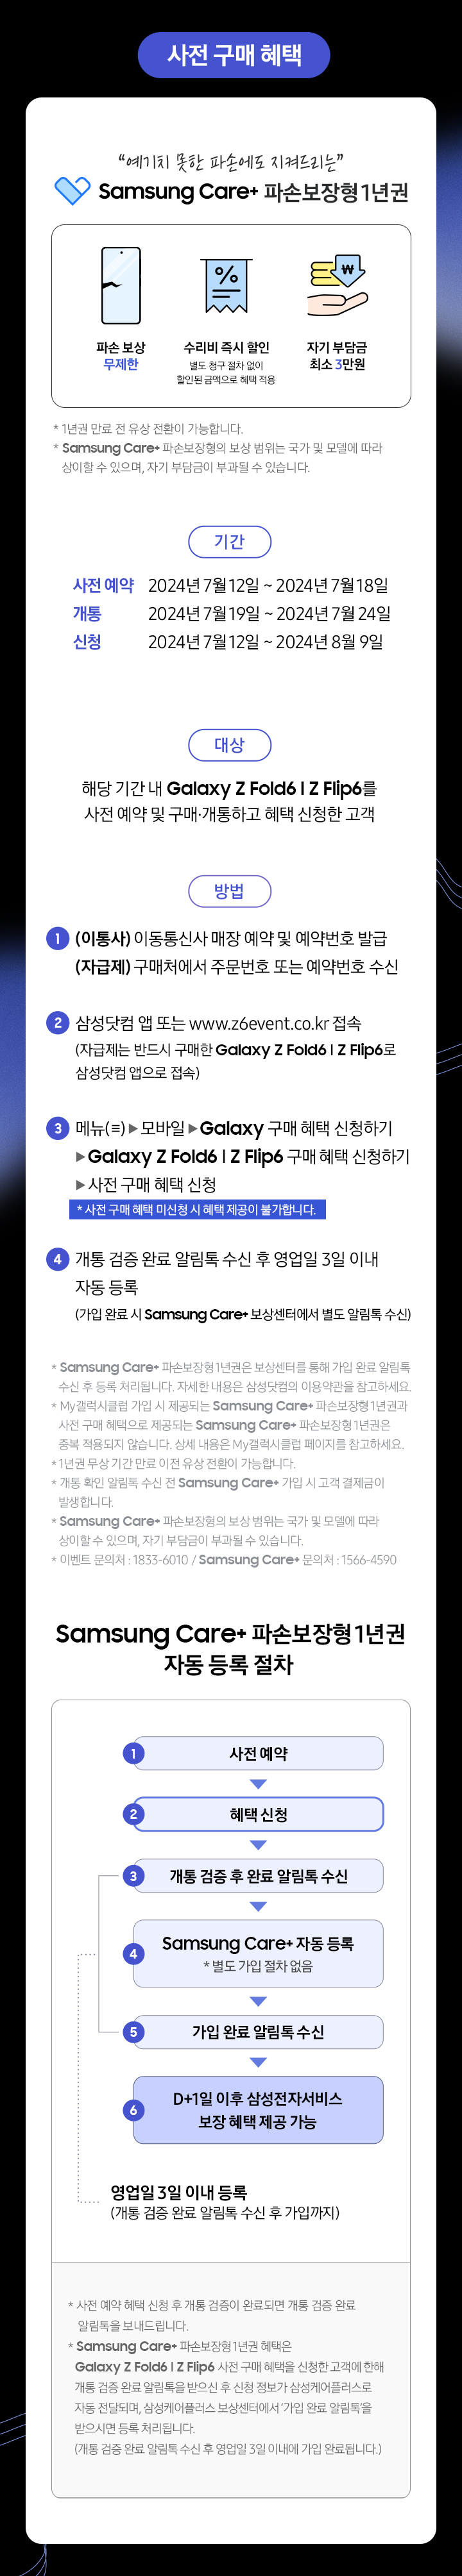 사전 구매 혜택
“예기치 못한 파손에도 지켜드리는”
Samsung Care+ 파손보장형 1년권
%
₩
파손 보상
무제한
수리비 즉시 할인
별도 청구 절차 없이
할인된 금액으로 혜택 적용
자기 부담금
최소 3만원
* 1년권 만료 전 유상 전환이 가능합니다.
* Samsung Care+ 파손보장형의 보상 범위는 국가 및 모델에 따라
상이할 수 있으며, 자기 부담금이 부과될 수 있습니다.
기간
사전 예약 2024년 7월 12일 ~ 2024년 7월 18일
개통 2024년 7월 19일 ~ 2024년 7월 24일
신청 2024년 7월 12일 ~ 2024년 8월 9일
대상
해당 기간 내 Galaxy Z Fold6 l Z Flip6를
사전 예약 및 구매·개통하고 혜택 신청한 고객
방법
1 (이통사) 이동통신사 매장 예약 및 예약번호 발급
(자급제) 구매처에서 주문번호 또는 예약번호 수신
2 삼성닷컴 앱 또는 www.z6event.co.kr 접속
(자급제는 반드시 구매한 Galaxy Z Fold6 l Z Flip6로
삼성닷컴 앱으로 접속)
3 메뉴(≡) ▶ 모바일 ▶ Galaxy 구매 혜택 신청하기
▶ Galaxy Z Fold6 l Z Flip6 구매 혜택 신청하기
▶ 사전 구매 혜택 신청
* 사전 구매 혜택 미신청 시 혜택 제공이 불가합니다.
4 개통 검증 완료 알림톡 수신 후 영업일 3일 이내
자동 등록
(가입 완료 시 Samsung Care+ 보상센터에서 별도 알림톡 수신)
* Samsung Care+ 파손보장형 1년권은 보상센터를 통해 가입 완료 알림톡
수신 후 등록 처리됩니다. 자세한 내용은 삼성닷컴의 이용약관을 참고하세요.
* My갤럭시클럽 가입 시 제공되는 Samsung Care+ 파손보장형 1년권과
사전 구매 혜택으로 제공되는 Samsung Care+ 파손보장형 1년권은
중복 적용되지 않습니다. 상세 내용은 My갤럭시클럽 페이지를 참고하세요.
* 1년권 무상 기간 만료 이전 유상 전환이 가능합니다.
* 개통 확인 알림톡 수신 전 Samsung Care+ 가입 시 고객 결제금이
발생합니다.
* Samsung Care+ 파손보장형의 보상 범위는 국가 및 모델에 따라
상이할 수 있으며, 자기 부담금이 부과될 수 있습니다.
* 이벤트 문의처 : 1833-6010 / Samsung Care+ 문의처 : 1566-4590
Samsung Care+ 파손보장형 1년권
자동 등록 절차
1 사전 예약
2 혜택 신청
3 개통 검증 후 완료 알림톡 수신
4 Samsung Care+ 자동 등록
* 별도 가입 절차 없음
5 가입 완료 알림톡 수신
6 D+1일 이후 삼성전자서비스
보장 혜택 제공 가능
영업일 3일 이내 등록
(개통 검증 완료 알림톡 수신 후 가입까지)
* 사전 예약 혜택 신청 후 개통 검증이 완료되면 개통 검증 완료
알림톡을 보내드립니다.
* Samsung Care+ 파손보장형 1년권 혜택은
Galaxy Z Fold6 l Z Flip6 사전 구매 혜택을 신청한 고객에 한해
개통 검증 완료 알림톡을 받으신 후 신청 정보가 삼성케어플러스로
자동 전달되며, 삼성케어플러스 보상센터에서 '가입 완료 알림톡'을
받으시면 등록 처리됩니다.
(개통 검증 완료 알림톡 수신 후 영업일 3일 이내에 가입 완료됩니다.)